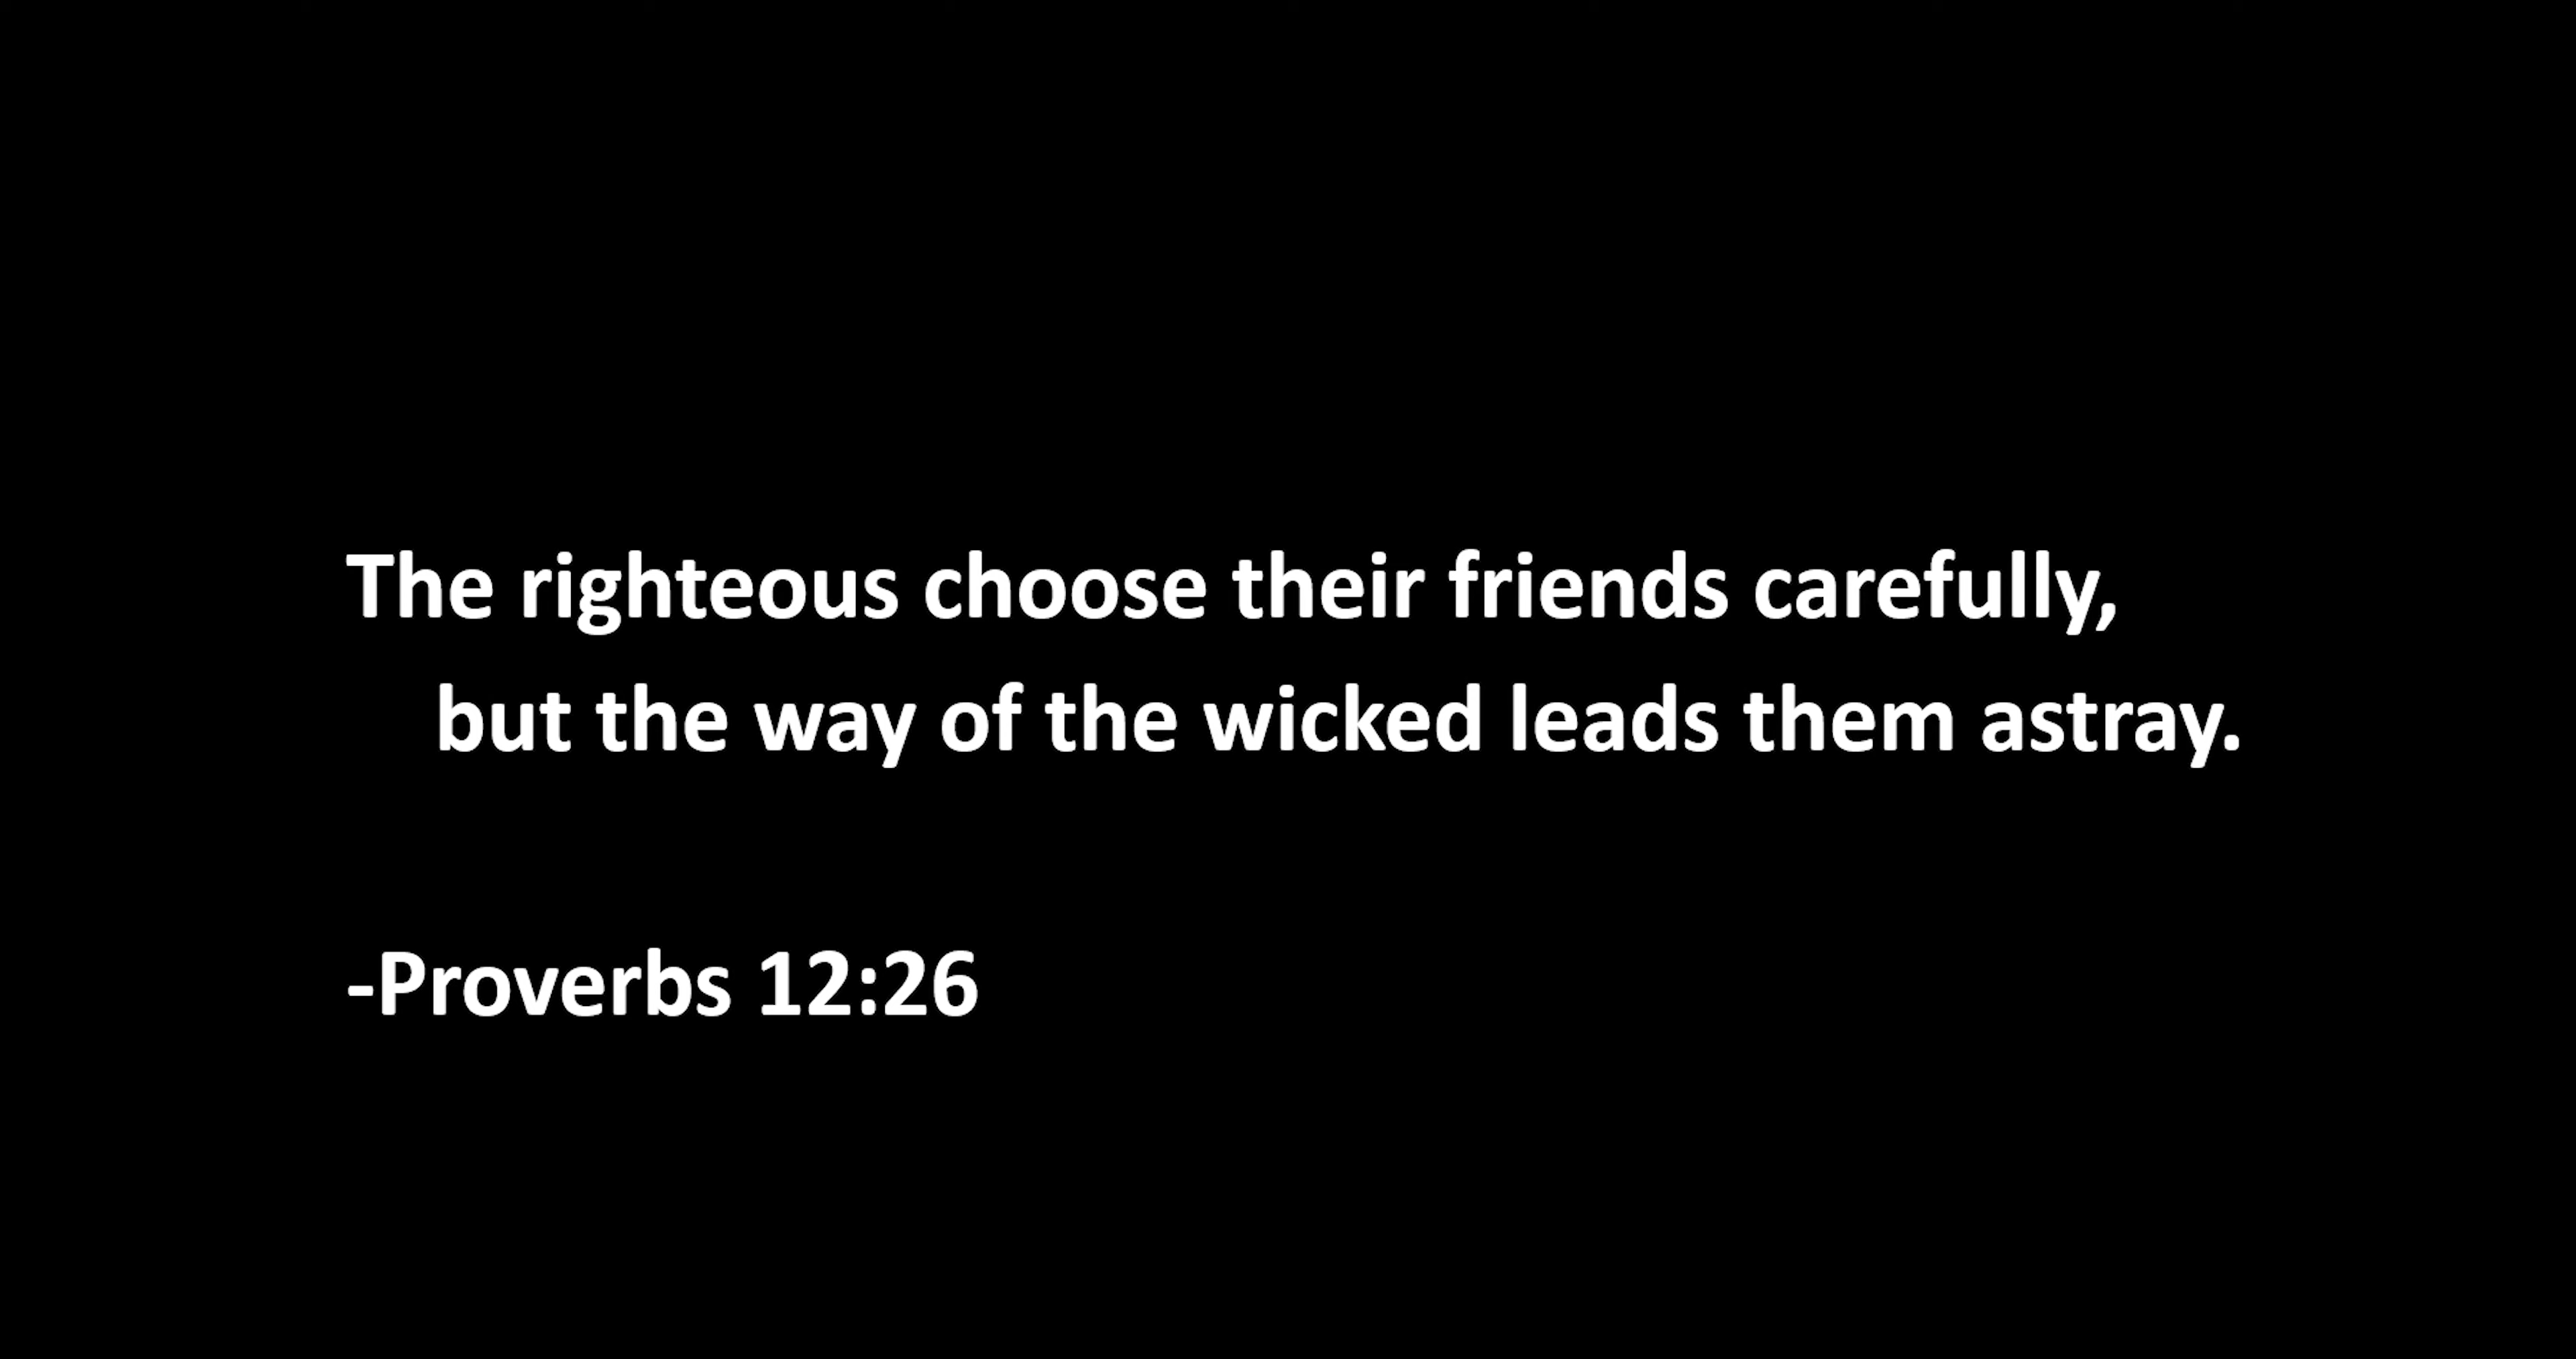 The righteous choose their friends carefully,
but the way of the wicked leads them astray.
-Proverbs 12:26